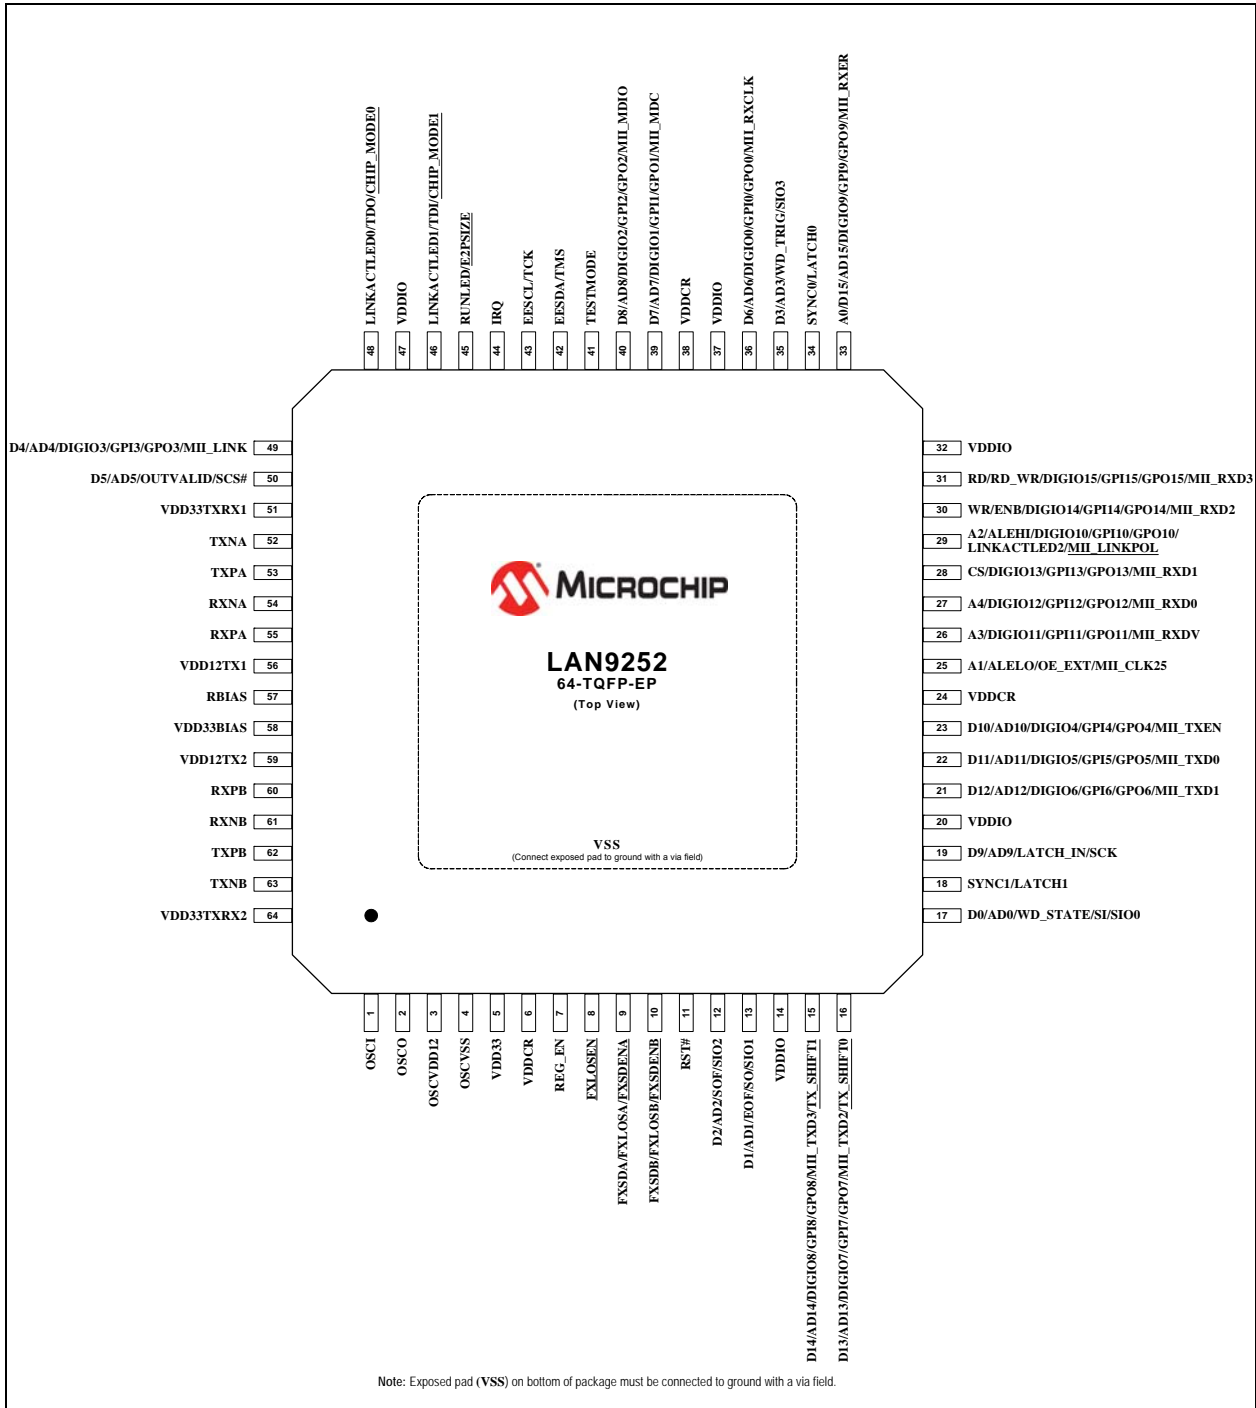 LINKACTLED0/TDO/CHIP_MODE0
VDDIO
LINKACTLED1/TDI/CHIP_MODE1
RUNLED/E2PSIZE
IRQ
EESCL/TCK
EESDA/TMS
TESTMODE
D8/AD8/DIGIO2/GPI2/GPO2/MII_MDIO
D7/AD7/DIGIO1/GPI1/GPO1/MII_MDC
VDDCR
VDDIO
D6/AD6/DIGIO0/GPI0/GPO0/MII_RXCLK
D3/AD3/WD_TRIG/SIO3
SYNC0/LATCH0
A0/D15/AD15/DIGIO9/GPI9/GPO9/MII_RXER
48
47
46
45
44
43
42
41
40
39
38
37
36
35
34
33
D4/AD4/DIGIO3/GPI3/GPO3/MII_LINK 49
D5/AD5/OUTVALID/SCS# 50
VDD33TXRX1 51
TXNA 52
TXPA 53
RXNA 54
RXPA 55
VDD12TX1 56
RBIAS 57
VDD33BIAS 58
VDD12TX2 59
RXPB 60
RXNB 61
TXPB 62
TXNB 63
VDD33TXRX2 64
MICROCHIP
LAN9252
64-TQFP-EP
(Top View)
VSS
(Connect exposed pad to ground with a via field)
32 VDDIO
31 RD/RD_WR/DIGIO15/GPI15/GPO15/MII_RXD3
30 WR/ENB/DIGIO14/GPI14/GPO14/MII_RXD2
29 A2/ALEHI/DIGIO10/GPI10/GPO10/
LINKACTLED2/MII_LINKPOL
28 CS/DIGIO13/GPI13/GPO13/MII_RXD1
27 A4/DIGIO12/GPI12/GPO12/MII_RXD0
26 A3/DIGIO11/GPI11/GPO11/MII_RXDV
25 A1/ALELO/OE_EXT/MII_CLK25
24 VDDCR
23 D10/AD10/DIGIO4/GPI4/GPO4/MII_TXEN
22 D11/AD11/DIGIO5/GPI5/GPO5/MII_TXD0
21 D12/AD12/DIGIO6/GPI6/GPO6/MII_TXD1
20 VDDIO
19 D9/AD9/LATCH_IN/SCK
18 SYNC1/LATCH1
17 D0/AD0/WD_STATE/SI/SIO0
1
2
3
4
5
6
7
8
9
10
11
12
13
14
15
16
OSCI
OSCO
OSCVDD12
OSCVSS
VDD33
VDDCR
REG_EN
FXLOSEN
FXSDA/FXLOSA/FXSDENA
FXSDB/FXLOSB/FXSDENB
RST#
D2/AD2/SOF/SIO2
D1/AD1/EOF/SO/SIO1
VDDIO
D14/AD14/DIGIO8/GPI8/GPO8/MII_TXD3/TX_SHIFT1
D13/AD13/DIGIO7/GPI7/GPO7/MII_TXD2/TX_SHIFT0
Note: Exposed pad (VSS) on bottom of package must be connected to ground with a via field.